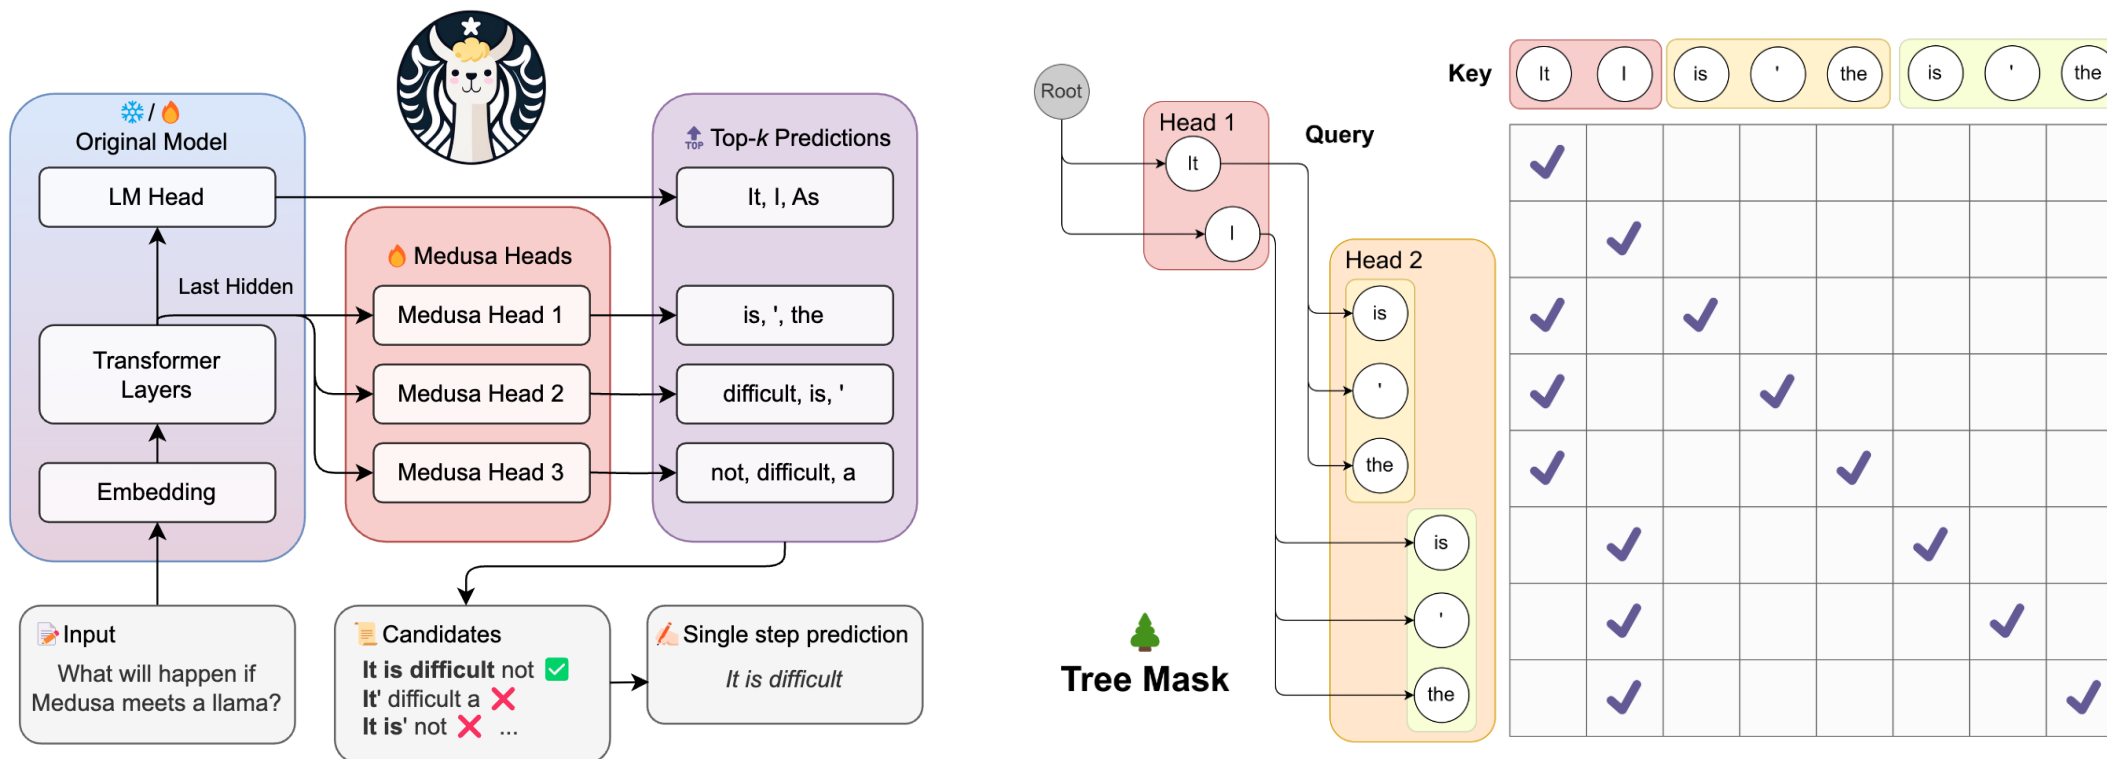 Original Model
LM Head
Last Hidden
Transformer
Layers
Embedding
Input
What will happen if
Medusa meets a llama?
Medusa Heads
Medusa Head 1
Medusa Head 2
Medusa Head 3
TOP
Top-k Predictions
It, I, As
is, ', the
difficult, is, '
not, difficult, a
Candidates
It is difficult not
It' difficult a
It is' not
...
Single step prediction
It is difficult
Root
Head 1
It
I
Query
Head 2
is
'
the
is
'
the
Tree Mask
Key
It I is ' the is ' the